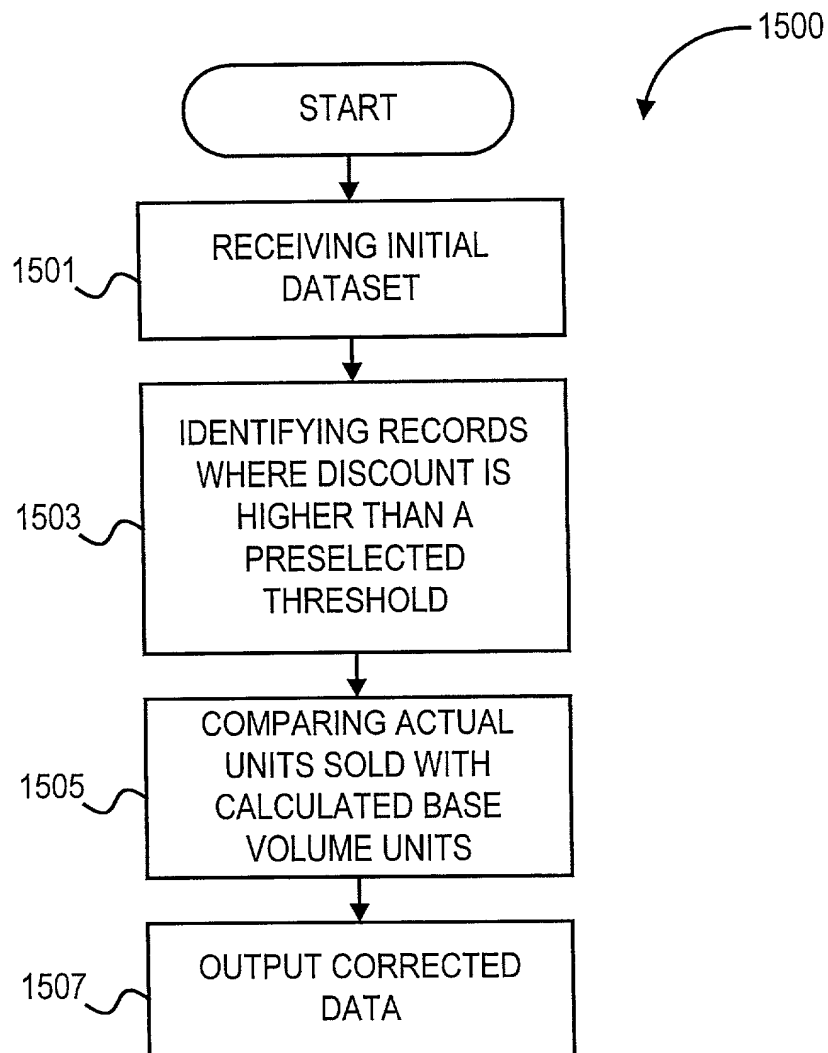 1500
START
1501
RECEIVING INITIAL
DATASET
1503
IDENTIFYING RECORDS
WHERE DISCOUNT IS
HIGHER THAN A
PRESELECTED
THRESHOLD
1505
COMPARING ACTUAL
UNITS SOLD WITH
CALCULATED BASE
VOLUME UNITS
1507
OUTPUT CORRECTED
DATA